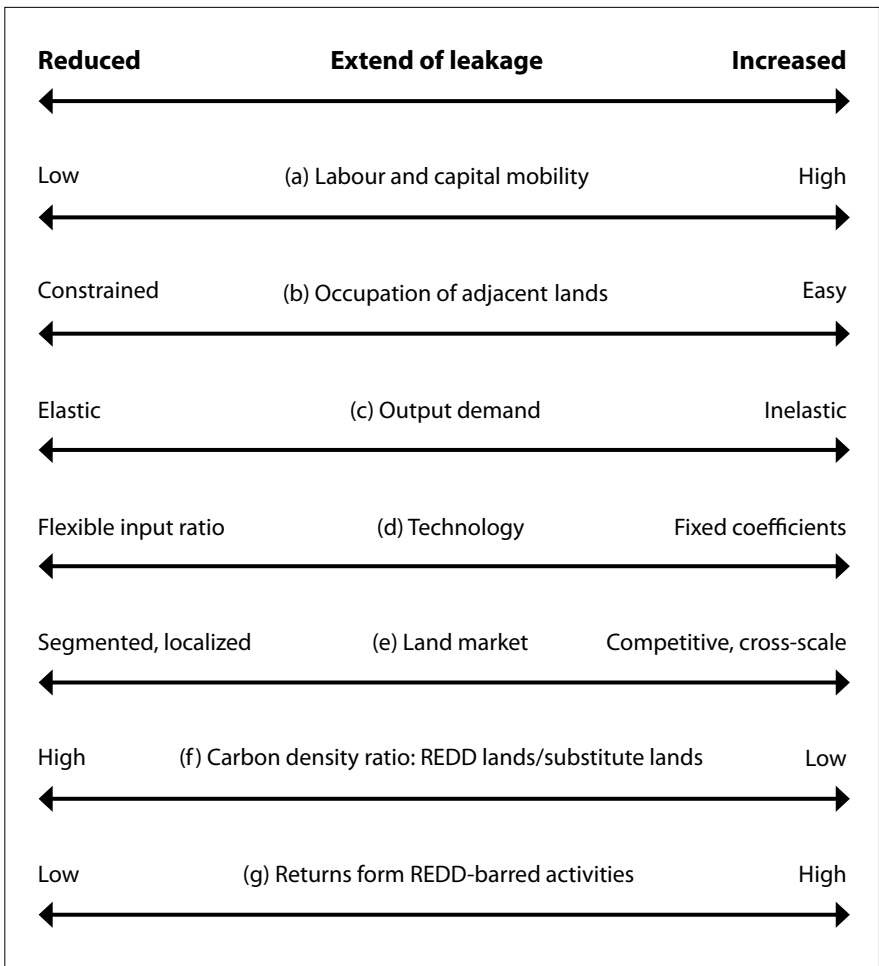 Reduced Extend of leakage Increased
Low (a) Labour and capital mobility High
Constrained (b) Occupation of adjacent lands Easy
Elastic (c) Output demand Inelastic
Flexible input ratio (d) Technology Fixed coefficients
Segmented, localized (e) Land market Competitive, cross-scale
High (f) Carbon density ratio: REDD lands/substitute lands Low
Low (g) Returns form REDD-barred activities High